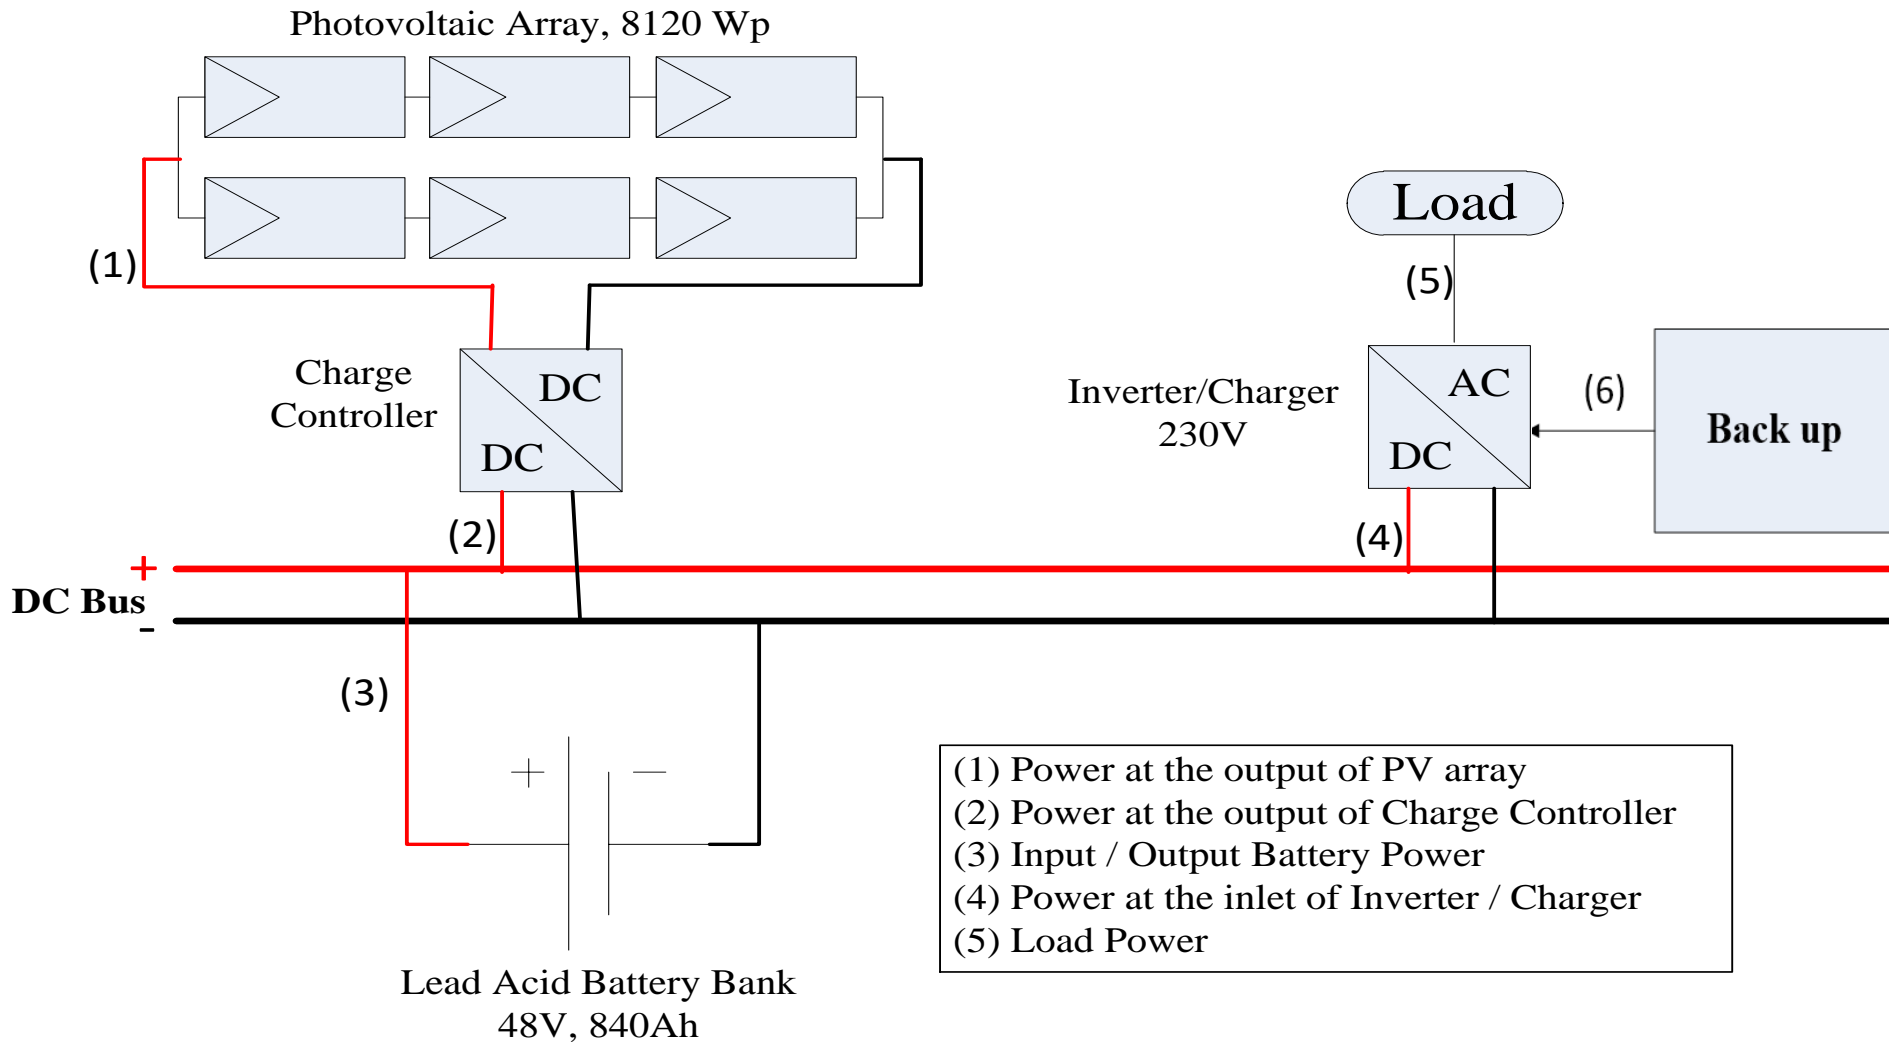 Photovoltaic Array, 8120 Wp
(1)
Charge
Controller
DC
DC
(2)
Load
(5)
Inverter/Charger
230V
AC
DC
(6)
Back up
(4)
+
DC Bus
-
(3)
+ -
Lead Acid Battery Bank
48V, 840Ah
(1) Power at the output of PV array
(2) Power at the output of Charge Controller
(3) Input / Output Battery Power
(4) Power at the inlet of Inverter / Charger
(5) Load Power